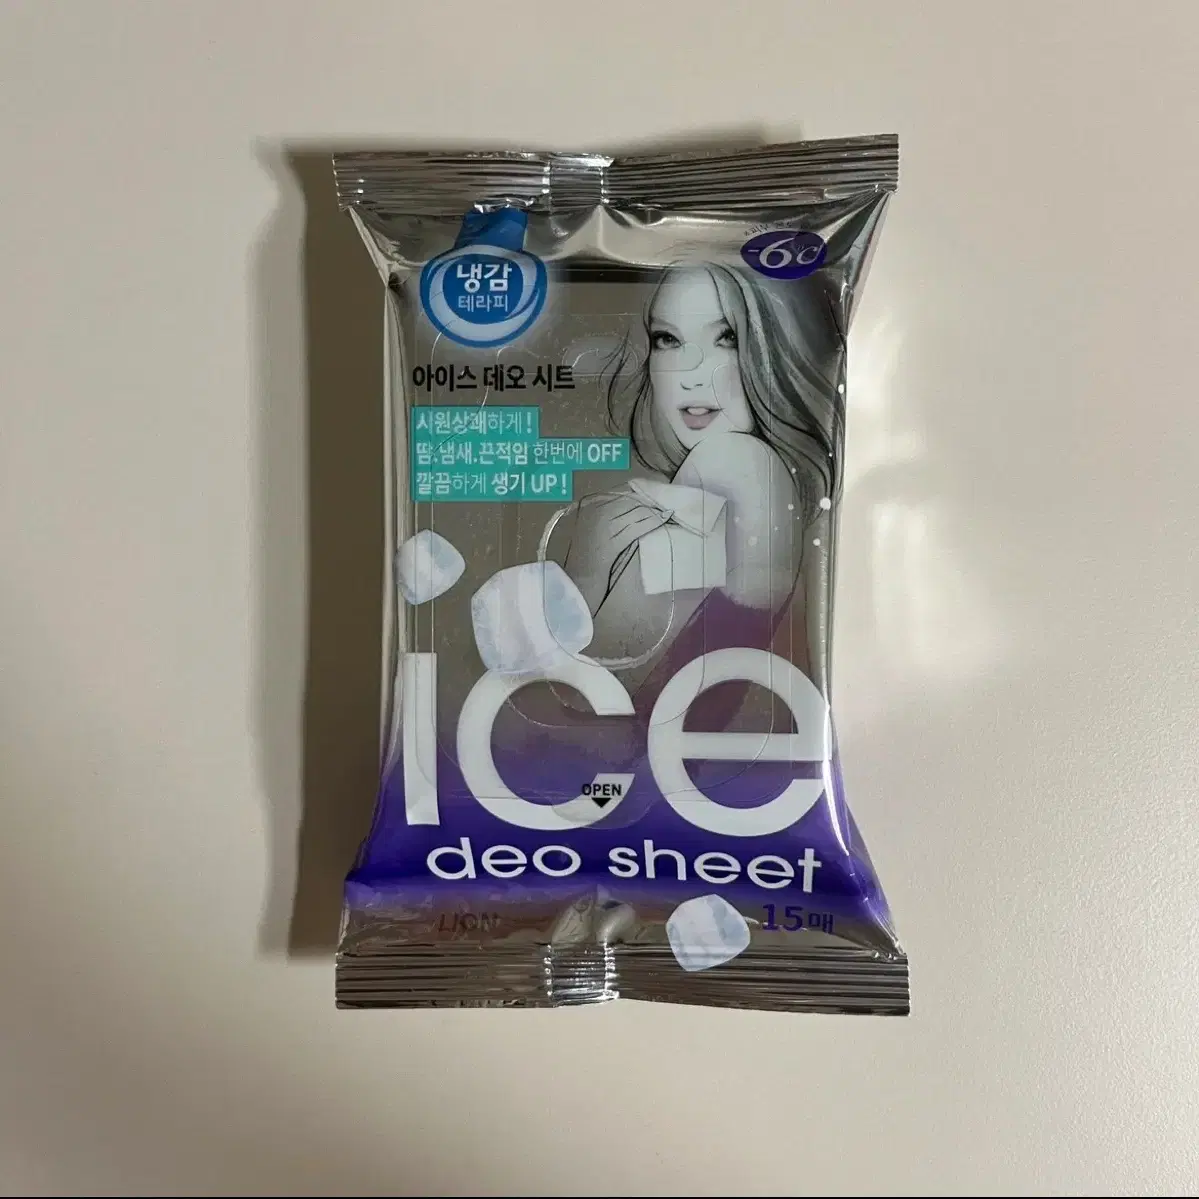 -6℃
냉감
테라피
아이스 데오 시트
시원상쾌하게!
땀.냄새.끈적암 한번에 OFF
깔끔하게 생기 UP!
ice
OPEN
deo sheet
LION
15매